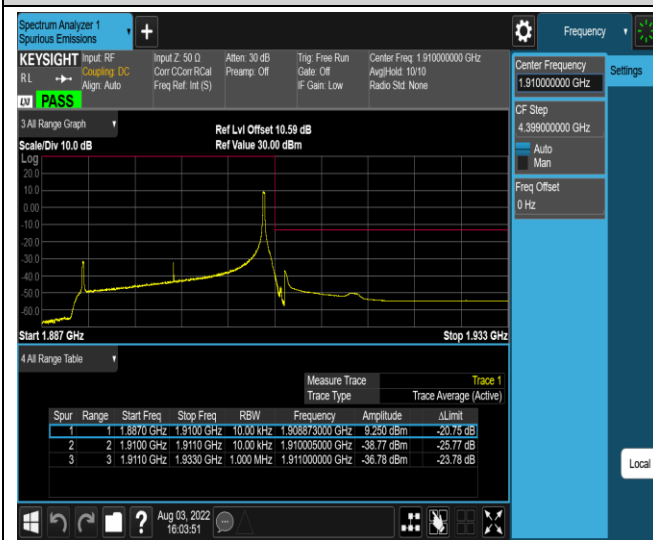 Spectrum Analyzer 1
Spurious Emissions
Frequency
KEYSIGHT
RL
LXI PASS
Input: RF
Coupling: DC
Align: Auto
Input Z: 50 Ω
Corr CCorr RCal
Freq Ref: Int (S)
Atten: 30 dB
Preamp: Off
Trig: Free Run
Gate: Off
IF Gain: Low
Center Freq: 1.910000000 GHz
Avg|Hold: 10/10
Radio Std: None
Center Frequency
1.910000000 GHz
Settings
CF Step
4.399000000 GHz
Auto
Man
Freq Offset
0 Hz
3 All Range Graph
Scale/Div 10.0 dB
Ref Lvl Offset 10.59 dB
Ref Value 30.00 dBm
Log
20.0
10.0
0.00
-10.0
-20.0
-30.0
-40.0
-50.0
-60.0
Start 1.887 GHz
Stop 1.933 GHz
4 All Range Table
Measure Trace Trace 1
Trace Type Trace Average (Active)
Spur Range Start Freq Stop Freq RBW Frequency Amplitude ΔLimit
1 1 1.8870 GHz 1.9100 GHz 10.00 kHz 1.908873000 GHz 9.250 dBm -20.75 dB
2 2 1.9100 GHz 1.9110 GHz 10.00 kHz 1.910005000 GHz -38.77 dBm -25.77 dB
3 3 1.9110 GHz 1.9330 GHz 1.000 MHz 1.911000000 GHz -36.78 dBm -23.78 dB
Local
Aug 03, 2022
16:03:51